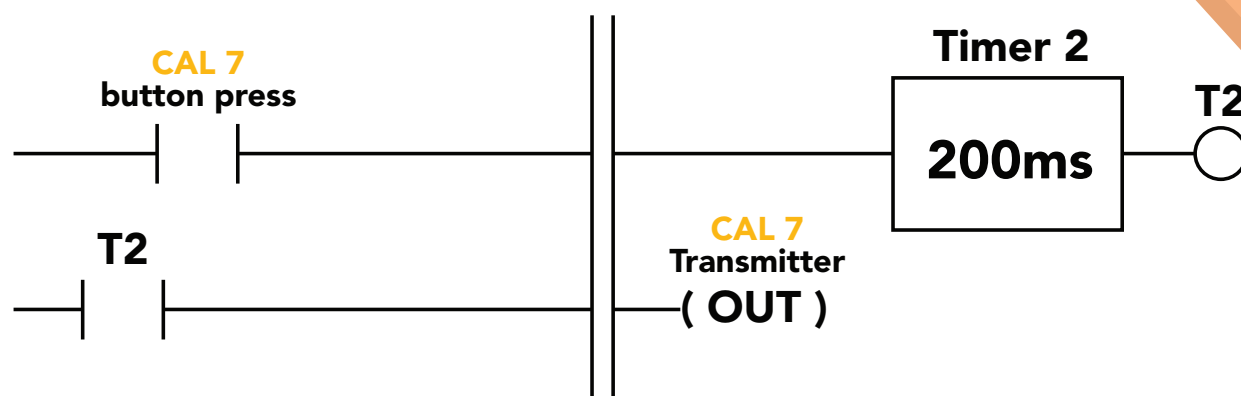 CAL 7
button press
Timer 2
T2
200ms
T2
CAL 7
Transmitter
( OUT )